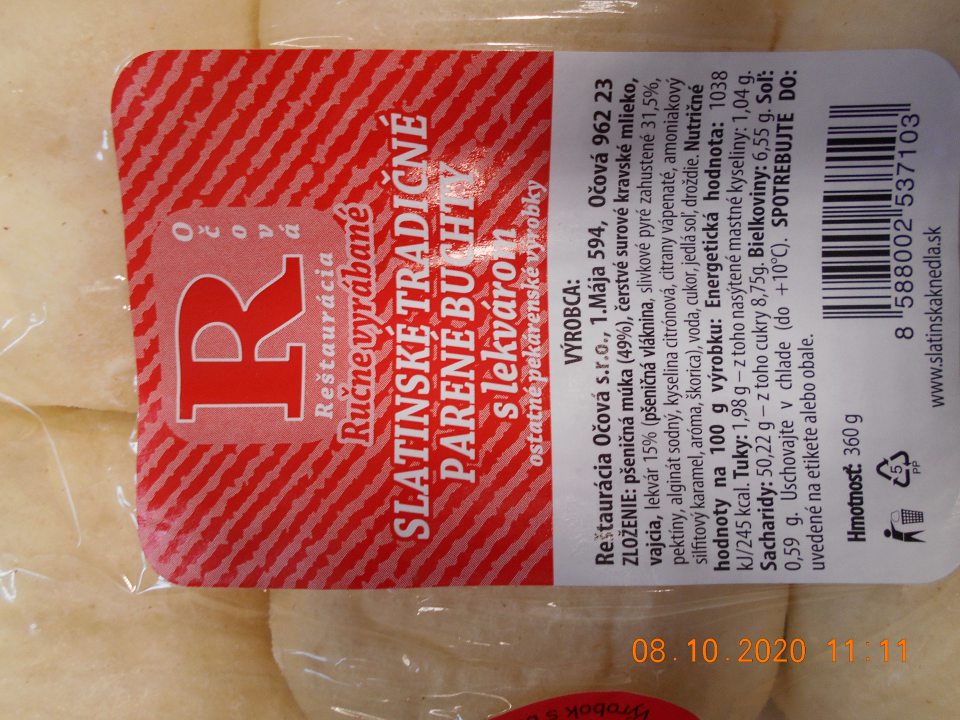 R
Očová
Reštaurácia
Ručne vyrábané
SLATINSKÉ TRADIČNÉ
PARENÉ BUCHTY
s lekvárom
ostatné pekárenské výrobky
VÝROBCA:
Reštaurácia Očová s.r.o., 1.Mája 594, Očová 962 23
ZLOŽENIE: pšeničná múka (49%), čerstvé surové kravské mlieko,
vajcia, lekvár 15% (pšeničná vláknina, slivkové pyré zahustené 31,5%,
pektíny, alginát sodný, kyselina citrónová, citrany vápenaté, amoniakový
silfitový karamel, aróma, škorica) voda, cukor, jedlá soľ, droždie. Nutričné
hodnoty na 100 g výrobku: Energetická hodnota: 1038
kJ/245 kcal. Tuky: 1,98 g – z toho nasýtené mastné kyseliny: 1,04 g.
Sacharidy: 50,22 g – z toho cukry 8,75g, Bielkoviny: 6,55 g. Soľ:
0,59 g. Uschovajte v chlade (do +10°C). SPOTREBUJTE DO:
uvedené na etikete alebo obale.
Hmotnosť: 360 g
5
PP
8 588002 537103
www.slatinskaknedla.sk
08.10.2020 11:11